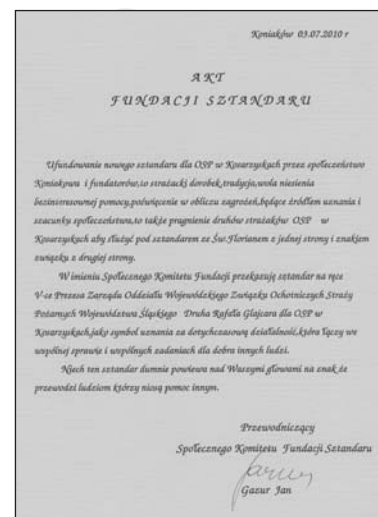 Koniaków 03.07.2010 r
AKT
FUNDACJI SZTANDARU
Ufundowanie nowego sztandaru dla OSP w Kosarzyskach przez społeczeństwo
Koniakowa i fundatorów,to strażacki dorobek,tradycja,wola niesienia
bezinteresownej pomocy,poświęcenie w obliczu zagrożeń,będące źródłem uznania i
szacunku społeczeństwa,to także pragnienie druhów strażaków OSP w
Kosarzyskach aby służyć pod sztandarem ze Św.Florianem z jednej strony i znakiem
związku z drugiej strony.
W imieniu Społecznego Komitetu Fundacji przekazuję sztandar na ręce
V-ce Prezesa Zarządu Oddziału Wojewódzkiego Związku Ochotniczych Straży
Pożarnych Województwa Śląskiego Druha Rafała Glajcara dla OSP w
Kosarzyskach,jako symbol uznania za dotychczasową działalność,która łączy we
wspólnej sprawie i wspólnych zadaniach dla dobra innych ludzi.
Niech ten sztandar dumnie powiewa nad Waszymi głowami na znak że
przewodzi ludziom którzy niosą pomoc innym.
Przewodniczący
Społecznego Komitetu Fundacji Sztandaru
Gazur Jan